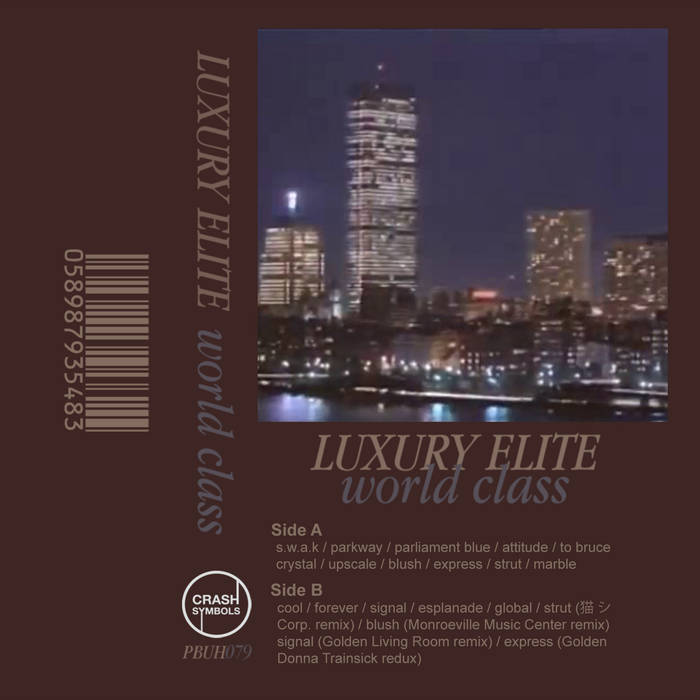 LUXURY ELITE world class
058987935483
CRASH
SYMBOLS
PBUH079
LUXURY ELITE
world class
Side A
s.w.a.k / parkway / parliament blue / attitude / to bruce
crystal / upscale / blush / express / strut / marble
Side B
cool / forever / signal / esplanade / global / strut (猫 シ
Corp. remix) / blush (Monroeville Music Center remix)
signal (Golden Living Room remix) / express (Golden
Donna Trainsick redux)